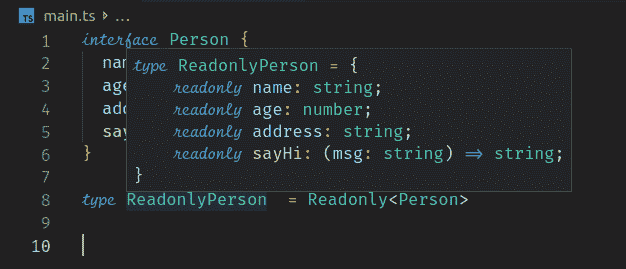 TS main.ts > ...
1 interface Person {
2 nam
3 age
4 add
5 say
6 }
7
8 type ReadonlyPerson = Readonly<Person>
9
10
type ReadonlyPerson = {
readonly name: string;
readonly age: number;
readonly address: string;
readonly sayHi: (msg: string) => string;
}